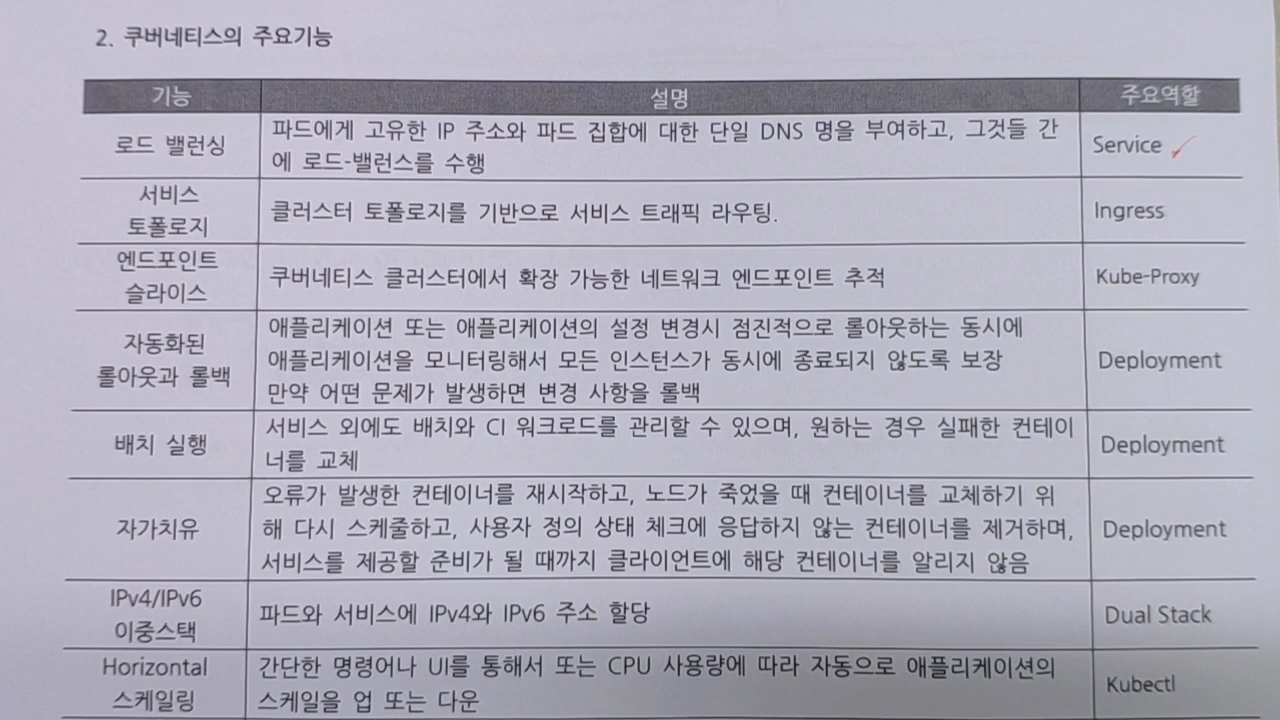 2. 쿠버네티스의 주요기능
기능 설명 주요역할
로드 밸런싱
파드에게 고유한 IP 주소와 파드 집합에 대한 단일 DNS 명을 부여하고, 그것들 간
에 로드-밸런스를 수행
Service
서비스
토폴로지
클러스터 토폴로지를 기반으로 서비스 트래픽 라우팅.
Ingress
엔드포인트
슬라이스
쿠버네티스 클러스터에서 확장 가능한 네트워크 엔드포인트 추적
Kube-Proxy
자동화된
롤아웃과 롤백
애플리케이션 또는 애플리케이션의 설정 변경시 점진적으로 롤아웃하는 동시에
애플리케이션을 모니터링해서 모든 인스턴스가 동시에 종료되지 않도록 보장
만약 어떤 문제가 발생하면 변경 사항을 롤백
Deployment
배치 실행
서비스 외에도 배치와 CI 워크로드를 관리할 수 있으며, 원하는 경우 실패한 컨테이
너를 교체
Deployment
자가치유
오류가 발생한 컨테이너를 재시작하고, 노드가 죽었을 때 컨테이너를 교체하기 위
해 다시 스케줄하고, 사용자 정의 상태 체크에 응답하지 않는 컨테이너를 제거하며,
서비스를 제공할 준비가 될 때까지 클라이언트에 해당 컨테이너를 알리지 않음
Deployment
IPv4/IPv6
이중스택
파드와 서비스에 IPv4와 IPv6 주소 할당
Dual Stack
Horizontal
스케일링
간단한 명령어나 UI를 통해서 또는 CPU 사용량에 따라 자동으로 애플리케이션의
스케일을 업 또는 다운
Kubectl